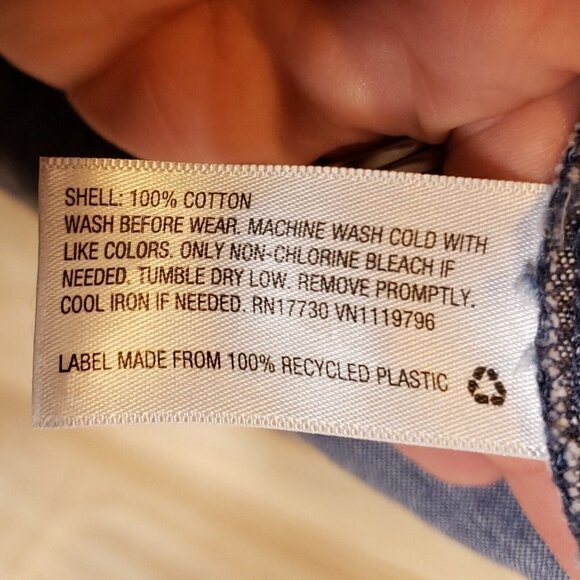 SHELL: 100% COTTON
WASH BEFORE WEAR. MACHINE WASH COLD WITH
LIKE COLORS. ONLY NON-CHLORINE BLEACH IF
NEEDED. TUMBLE DRY LOW. REMOVE PROMPTLY.
COOL IRON IF NEEDED. RN17730 VN1119796
LABEL MADE FROM 100% RECYCLED PLASTIC